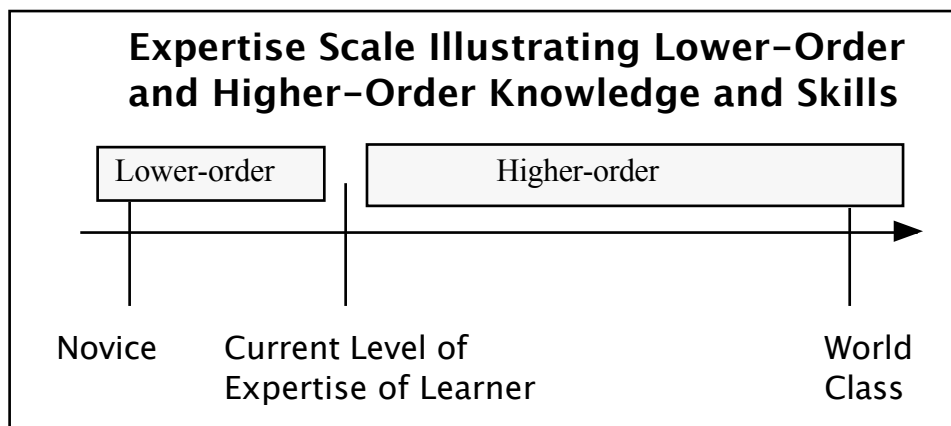 Expertise Scale Illustrating Lower–Order
and Higher–Order Knowledge and Skills
Lower-order
Higher-order
Novice
Current Level of
Expertise of Learner
World
Class